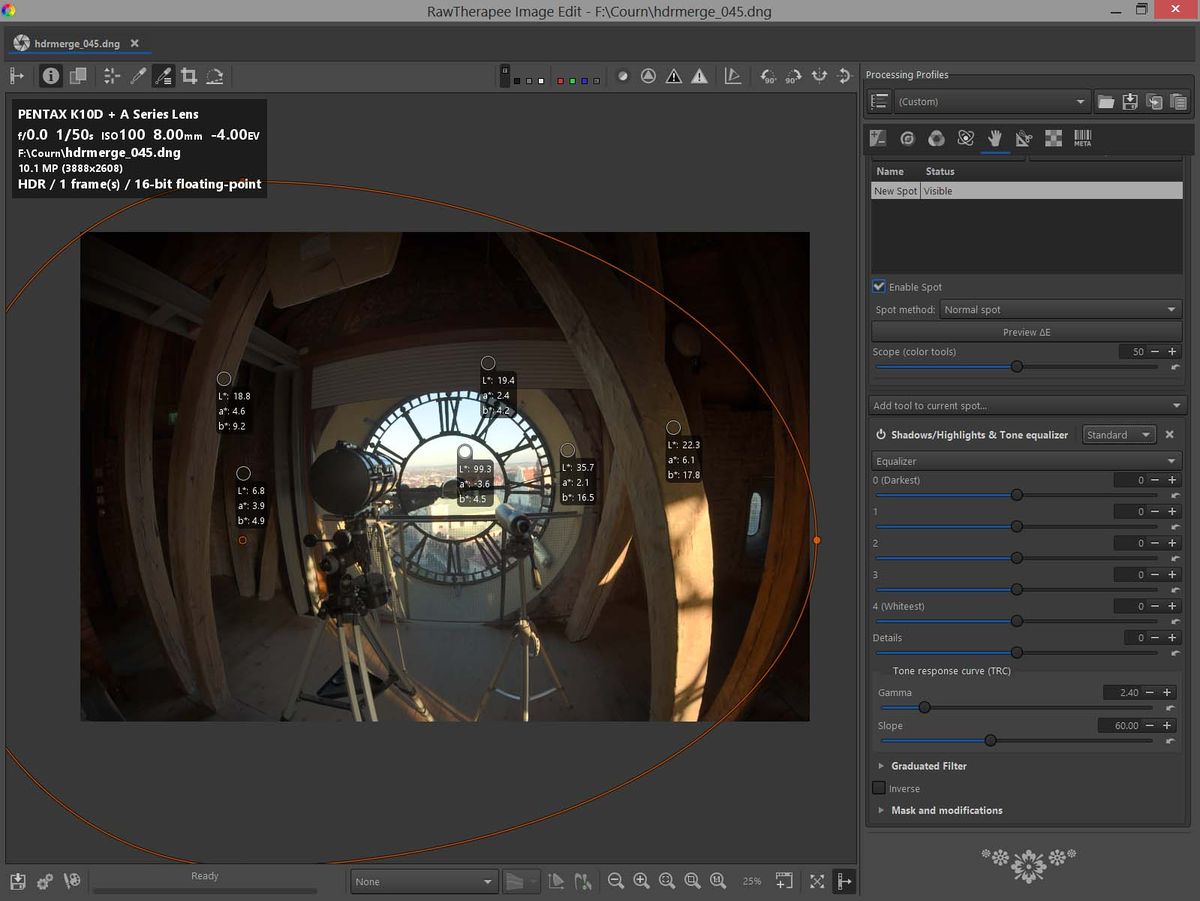 RawTherapee Image Edit - F:\Courn\hdrmerge_045.dng
hdrmerge_045.dng
Processing Profiles
(Custom)
META
PENTAX K10D + A Series Lens
f/0.0 1/50s ISO100 8.00mm -4.00EV
F:\Courn\hdrmerge_045.dng
10.1 MP (3888x2608)
HDR / 1 frame(s) / 16-bit floating-point
90° 90°
Name Status
New Spot Visible
Enable Spot
Spot method: Normal spot
Preview ΔE
Scope (color tools) 50
Add tool to current spot...
Shadows/Highlights & Tone equalizer Standard
Equalizer
0 (Darkest) 0
1 0
2 0
3 0
4 (Whiteest) 0
Details 0
Tone response curve (TRC)
Gamma 2.40
Slope 60.00
Graduated Filter
Inverse
Mask and modifications
L*: 18.8
a*: 4.6
b*: 9.2
L*: 6.8
a*: 3.9
b*: 4.9
L*: 19.4
a*: 2.4
b*: 4.2
L*: 99.3
a*: -3.6
b*: 4.5
L*: 35.7
a*: 2.1
b*: 16.5
L*: 22.3
a*: 6.1
b*: 17.8
Ready
None
25%